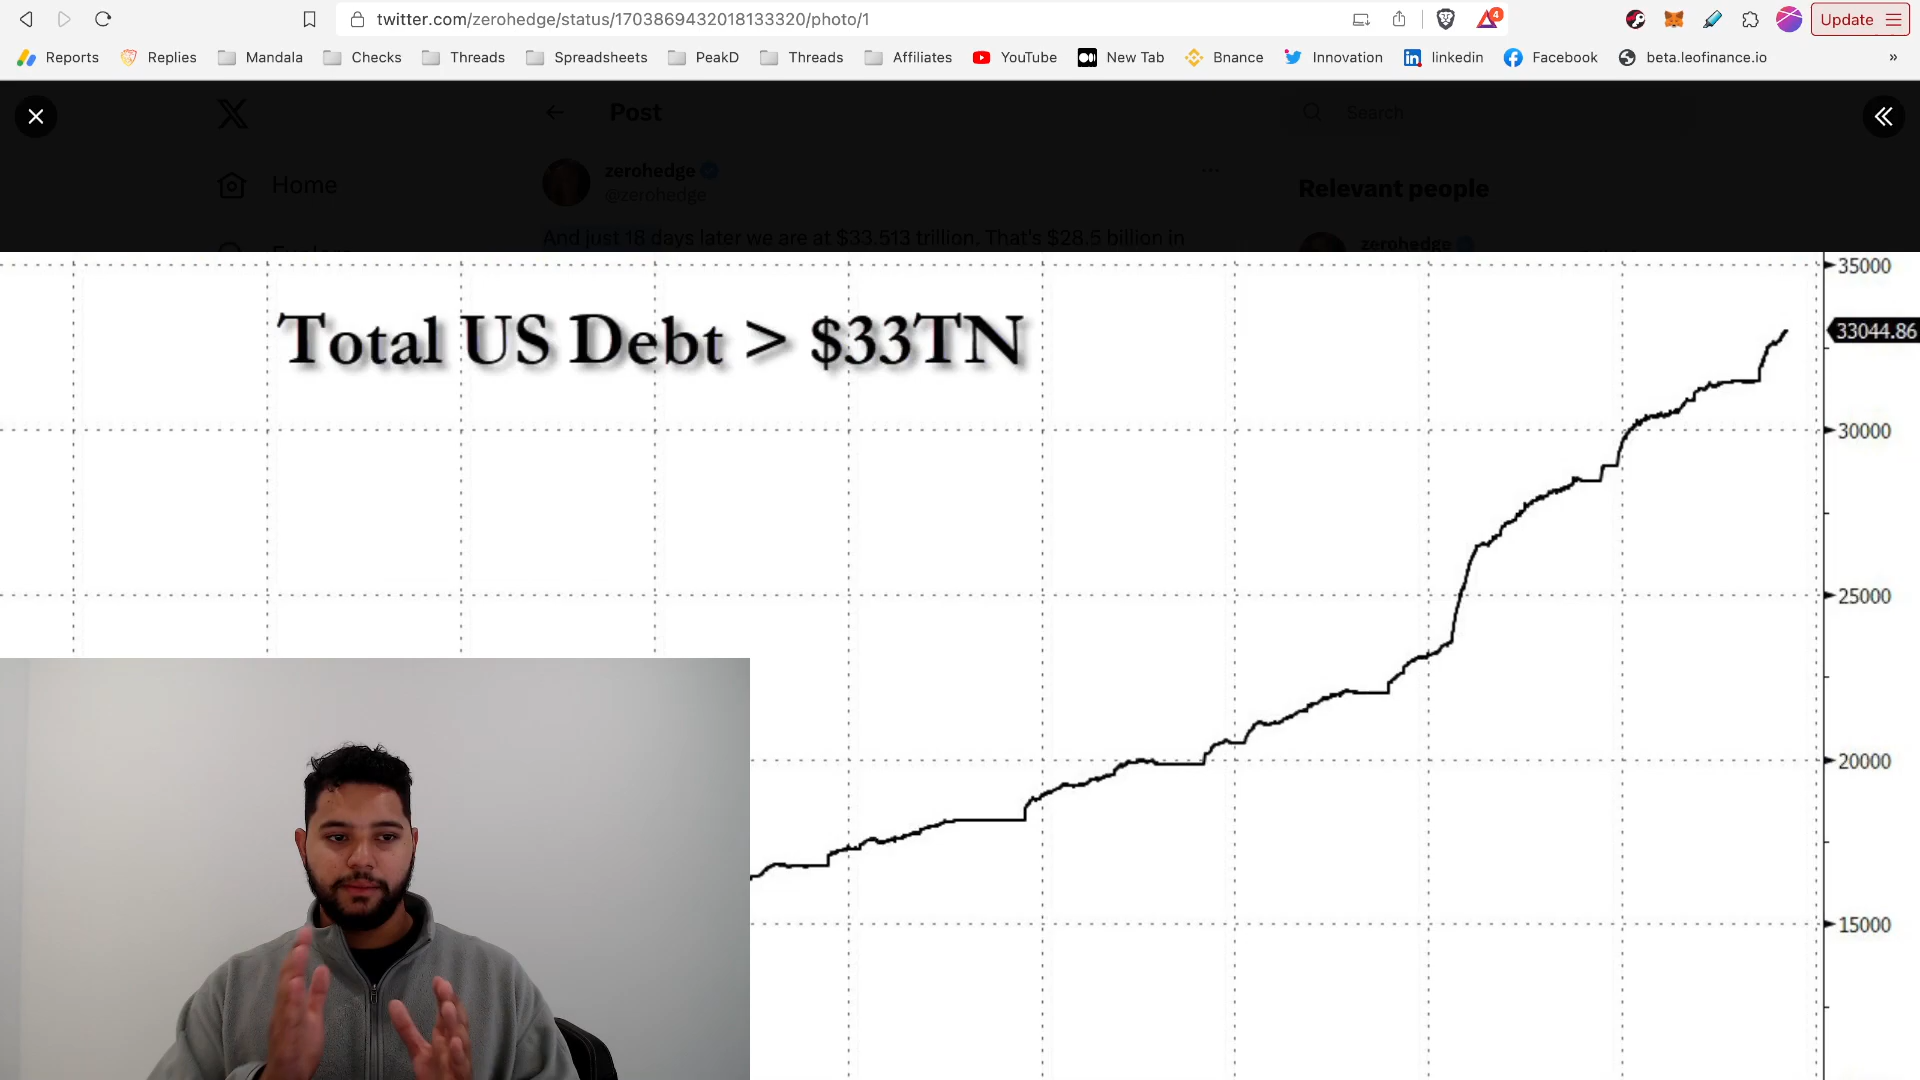 twitter.com/zerohedge/status/1703869432018133320/photo/1
4
Update
Reports
Replies
Mandala
Checks
Threads
Spreadsheets
PeakD
Threads
Affiliates
YouTube
New Tab
Bnance
Innovation
linkedin
Facebook
beta.leofinance.io
»
Post
Search
zerohedge
@zerohedge
Home
Relevant people
And just 18 days later we are at $33.513 trillion. That's $28.5 billion in
zerohedge
Total US Debt > $33TN
35000
33044.86
30000
25000
20000
15000